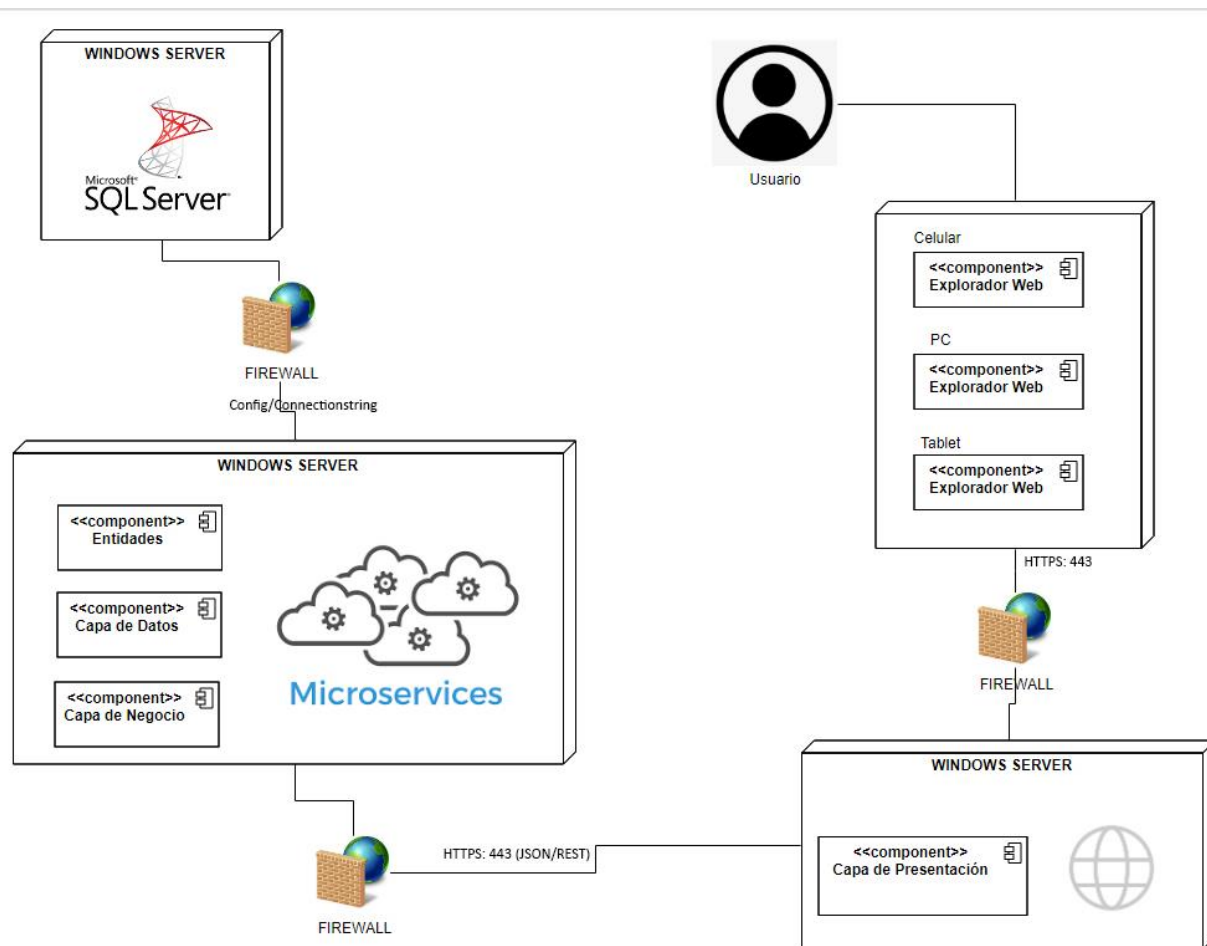 WINDOWS SERVER
Microsoft®
SQL Server®
FIREWALL
Config/Connectionstring
WINDOWS SERVER
<<component>>
Entidades
<<component>>
Capa de Datos
<<component>>
Capa de Negocio
Microservices
FIREWALL
HTTPS: 443 (JSON/REST)
Usuario
Celular
<<component>>
Explorador Web
PC
<<component>>
Explorador Web
Tablet
<<component>>
Explorador Web
HTTPS: 443
FIREWALL
WINDOWS SERVER
<<component>>
Capa de Presentación